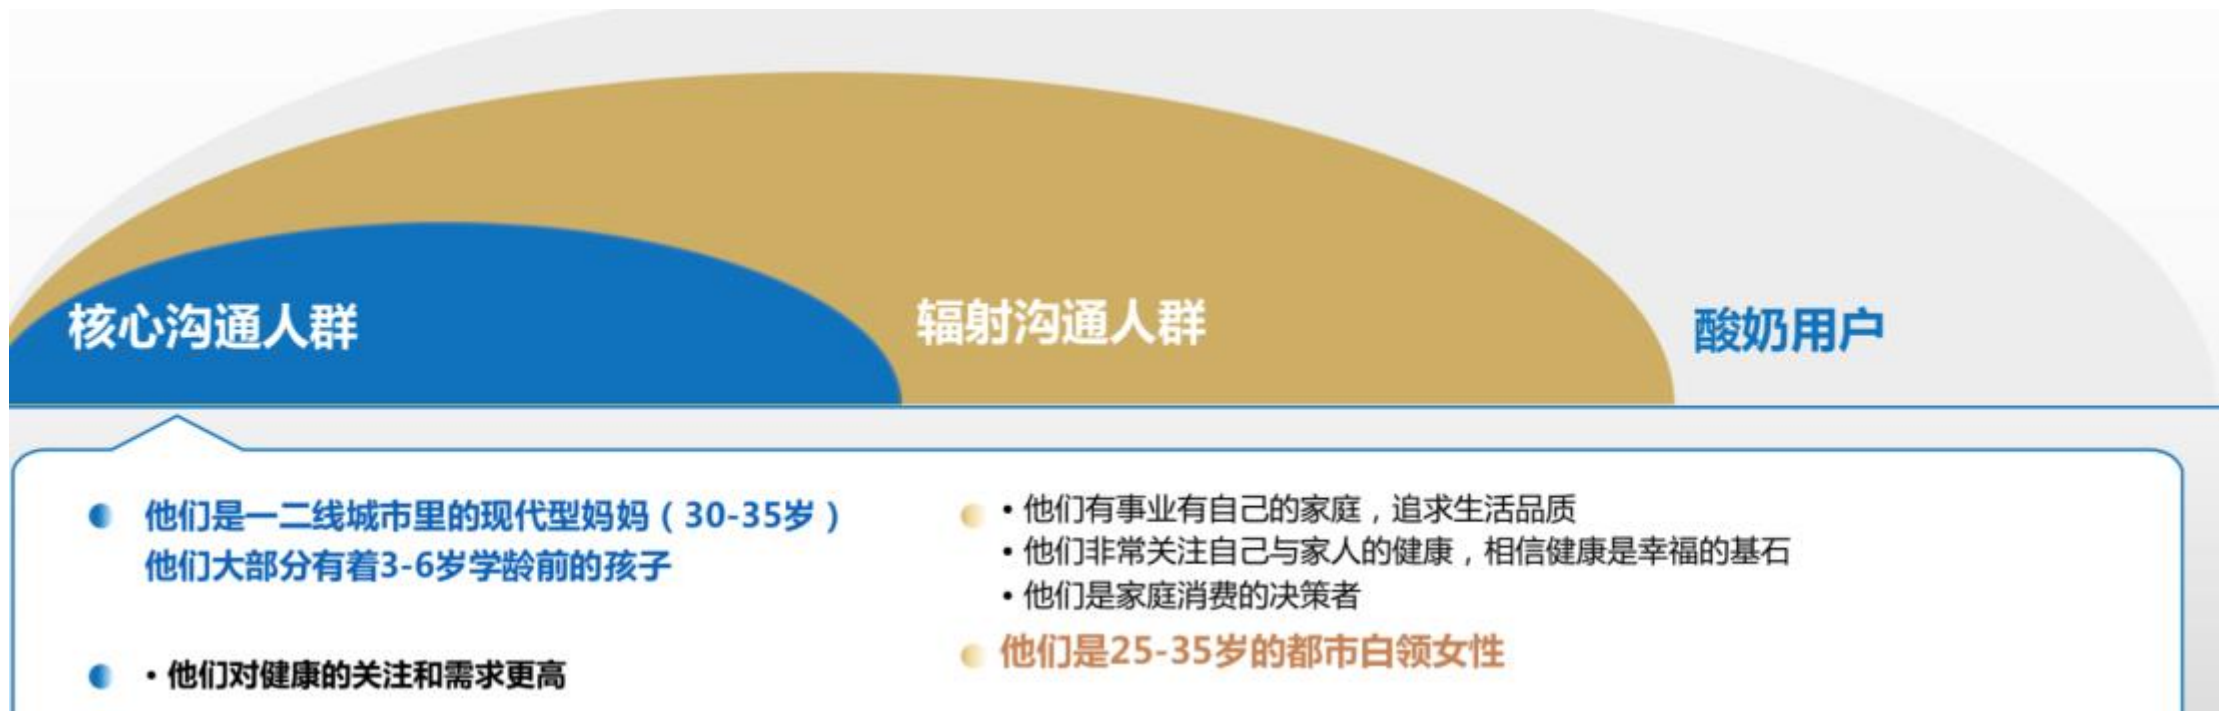 核心沟通人群
辐射沟通人群
酸奶用户
他们是一二线城市里的现代型妈妈（30-35岁）
他们大部分有着3-6岁学龄前的孩子
•他们对健康的关注和需求更高
•他们有事业有自己的家庭，追求生活品质
•他们非常关注自己与家人的健康，相信健康是幸福的基石
•他们是家庭消费的决策者
他们是25-35岁的都市白领女性